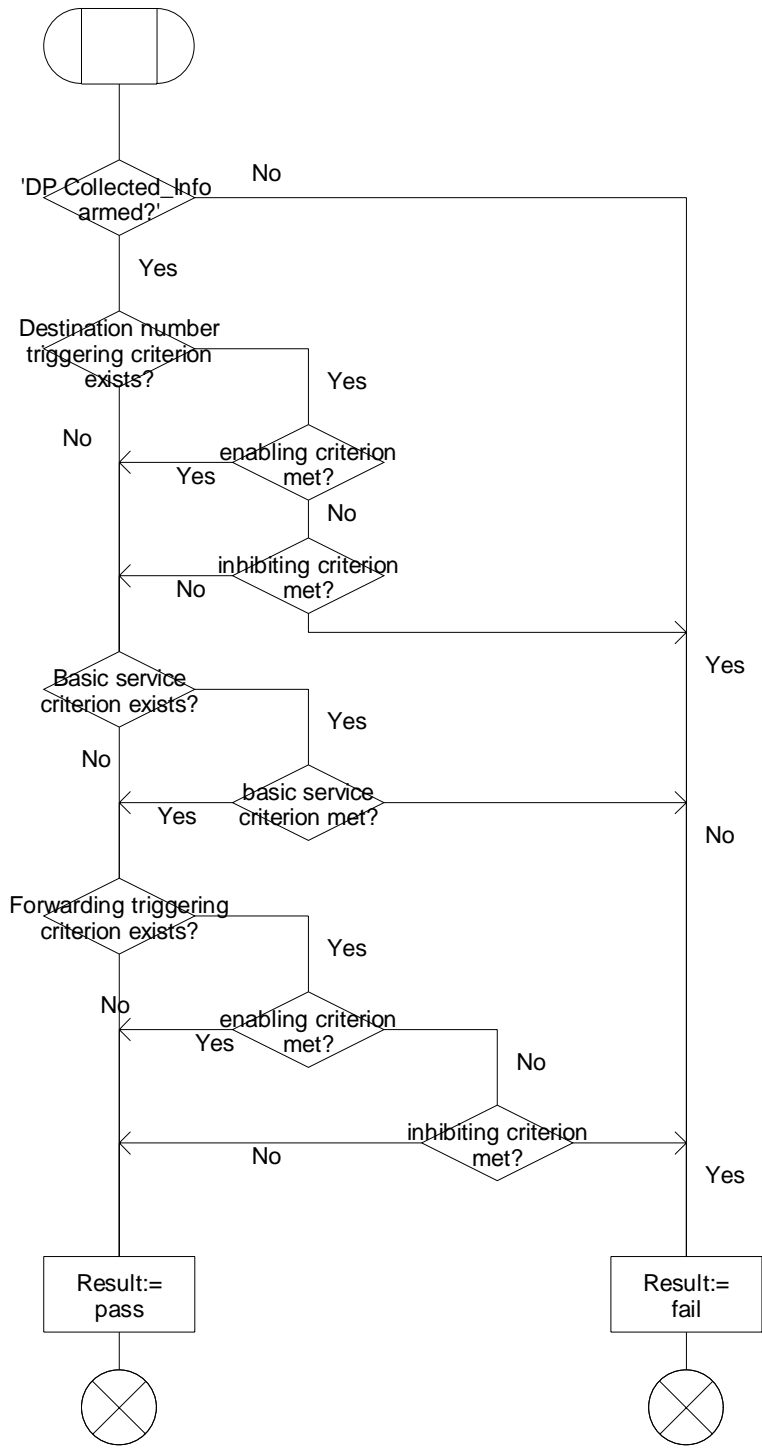 'DP Collected_Info
armed?'
No
Yes
Destination number
triggering criterion
exists?
Yes
No
enabling criterion
met?
Yes
No
inhibiting criterion
met?
No
Yes
Basic service
criterion exists?
Yes
No
basic service
criterion met?
Yes
No
Forwarding triggering
criterion exists?
Yes
No
enabling criterion
met?
Yes
No
inhibiting criterion
met?
No
Yes
Result:=
pass
Result:=
fail